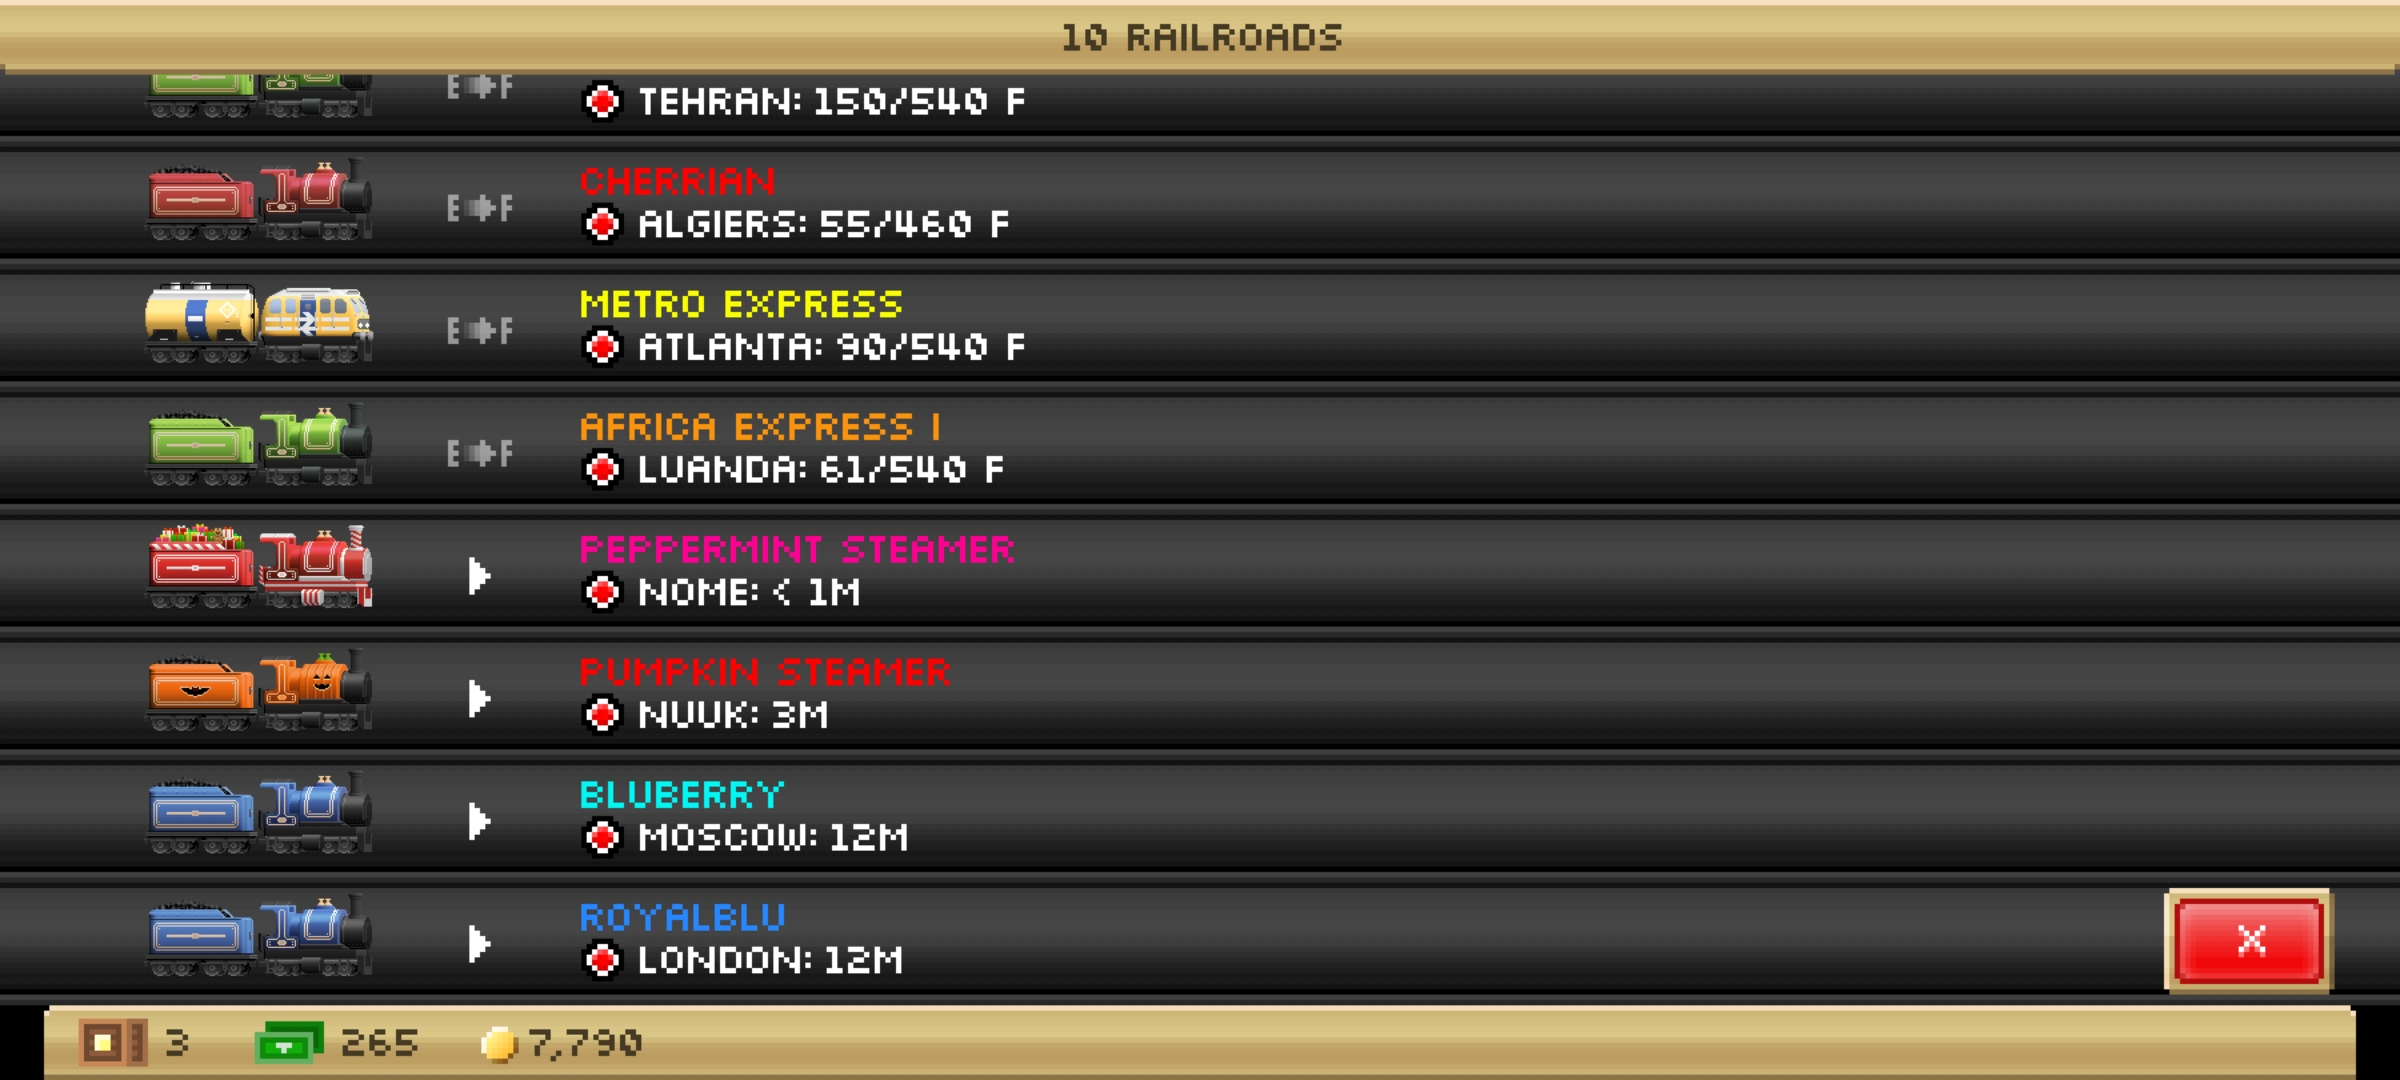 10 RAILROADS
E F
TEHRAN: 150/540 F
CHERRIAN
E F
ALGIERS: 55/460 F
METRO EXPRESS
E F
ATLANTA: 90/540 F
AFRICA EXPRESS I
E F
LUANDA: 61/540 F
PEPPERMINT STEAMER
NOME: < 1M
PUMPKIN STEAMER
NUUK: 3M
BLUBERRY
MOSCOW: 12M
ROYALBLU
LONDON: 12M
X
3 265 7,790